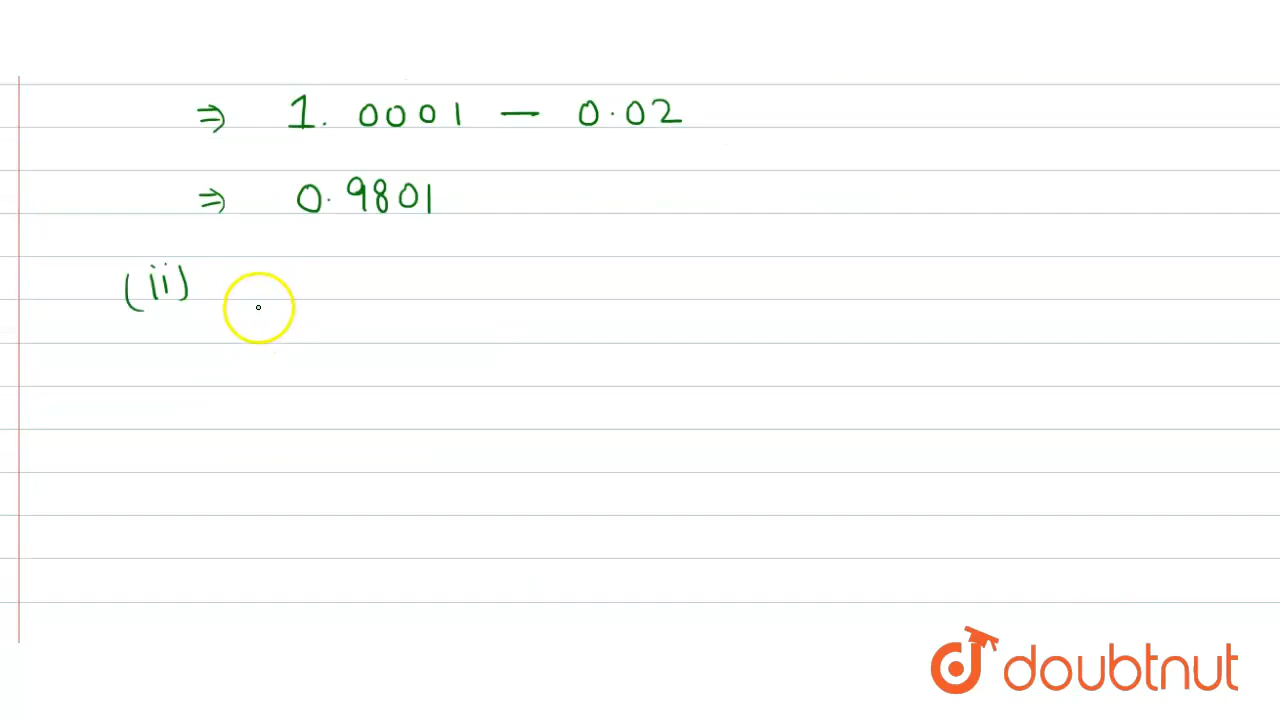 ⇒ 1.0001 — 0.02
⇒ 0.9801
(ii)
doubtnut